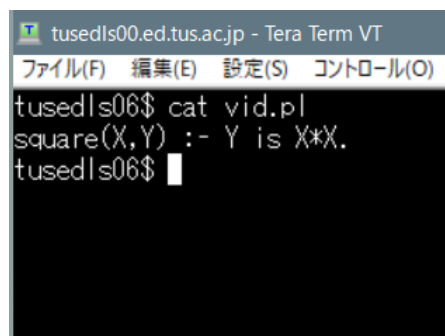 tusedls00.ed.tus.ac.jp - Tera Term VT
ファイル(F) 編集(E) 設定(S) コントロール(O)
tusedls06$ cat vid.pl
square(X,Y) :- Y is X*X.
tusedls06$